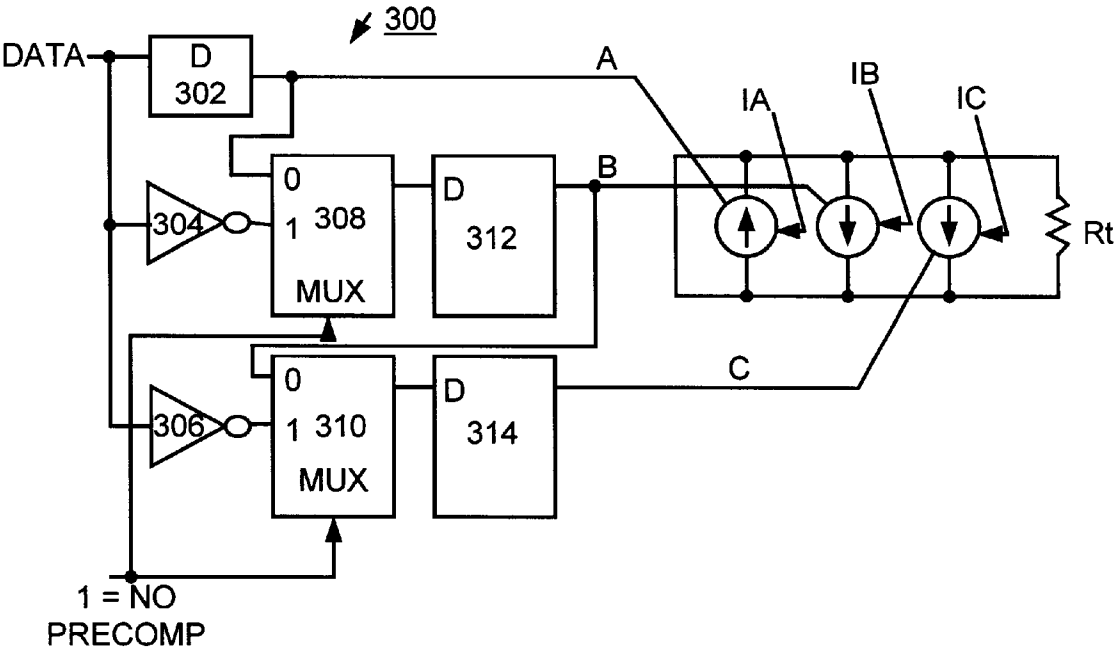 300
DATA
D
302
A
IA
IB
IC
0
304
1
308
MUX
D
312
B
Rt
0
306
1
310
MUX
D
314
C
1 = NO
PRECOMP